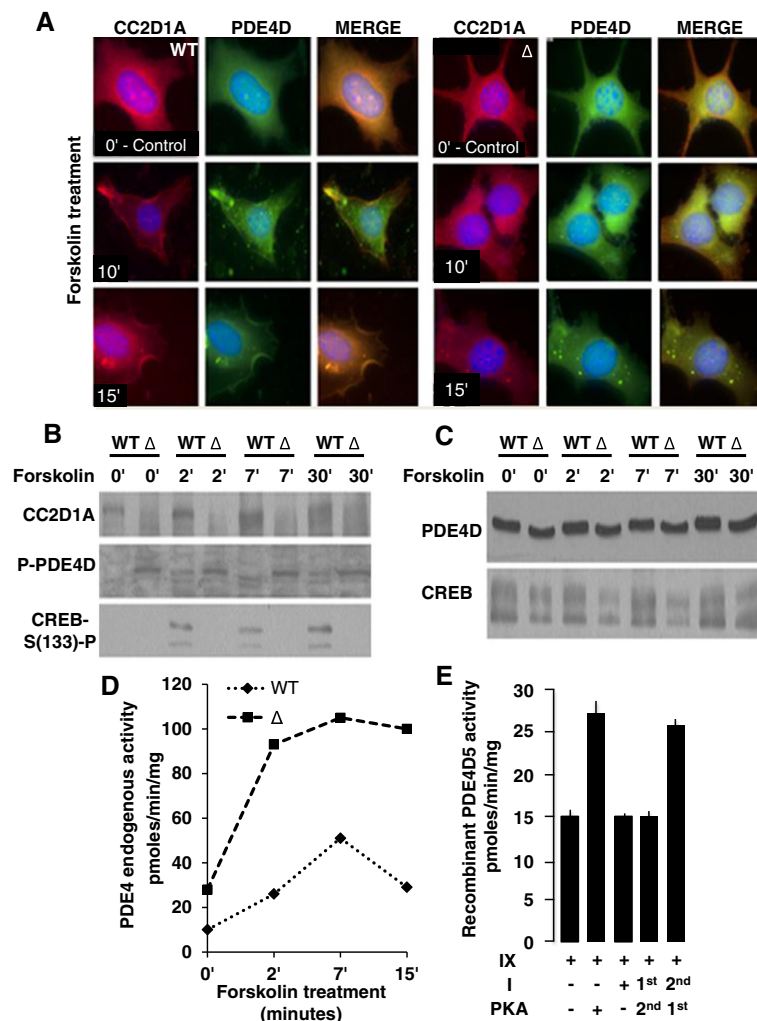 A
CC2D1A PDE4D MERGE CC2D1A PDE4D MERGE
WT Δ
Forskolin treatment
0' - Control 0' - Control
10' 10'
15' 15'
B
WT Δ WT Δ WT Δ WT Δ
Forskolin 0' 0' 2' 2' 7' 7' 30' 30'
CC2D1A
P-PDE4D
CREB-
S(133)-P
C
WT Δ WT Δ WT Δ WT Δ
Forskolin 0' 0' 2' 2' 7' 7' 30' 30'
PDE4D
CREB
D
PDE4 endogenous activity
pmoles/min/mg
120
100
80
60
40
20
0
WT
Δ
0' 2' 7' 15'
Forskolin treatment
(minutes)
E
Recombinant PDE4D5 activity
pmoles/min/mg
30
25
20
15
10
5
0
IX + + + + +
I - - + 1st 2nd
PKA - + - 2nd 1st